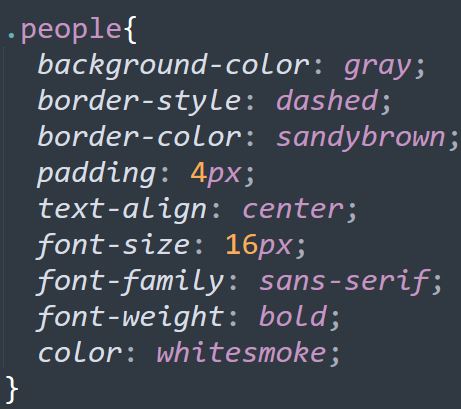 .people{
background-color: gray;
border-style: dashed;
border-color: sandybrown;
padding: 4px;
text-align: center;
font-size: 16px;
font-family: sans-serif;
font-weight: bold;
color: whitesmoke;
}